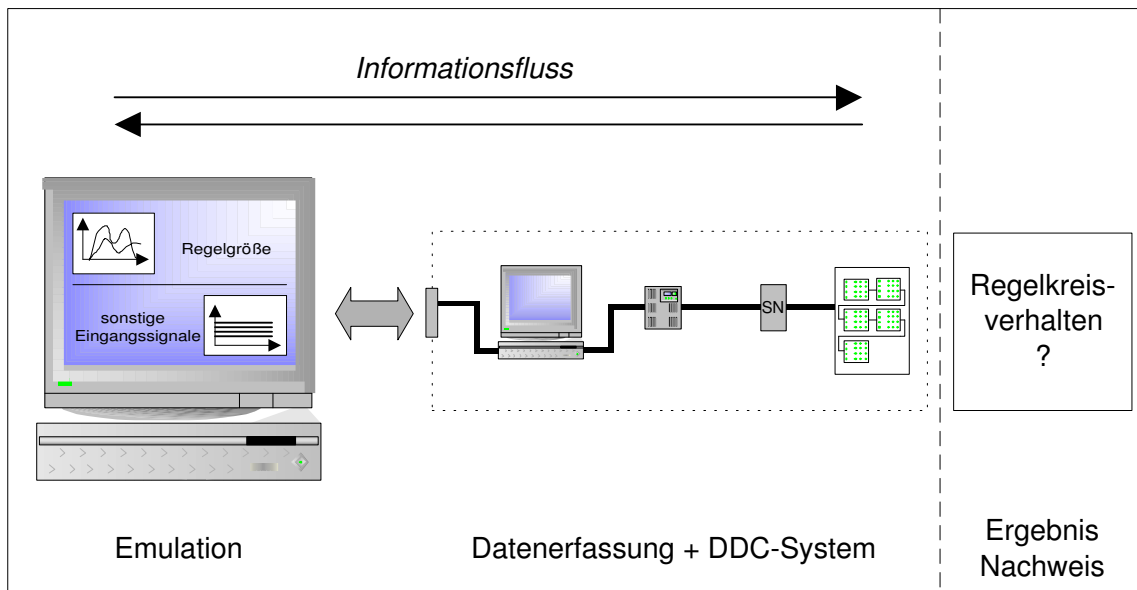 Informationsfluss
Regelgröße
sonstige
Eingangssignale
SN
Regelkreis-
verhalten
?
Emulation
Datenerfassung + DDC-System
Ergebnis
Nachweis